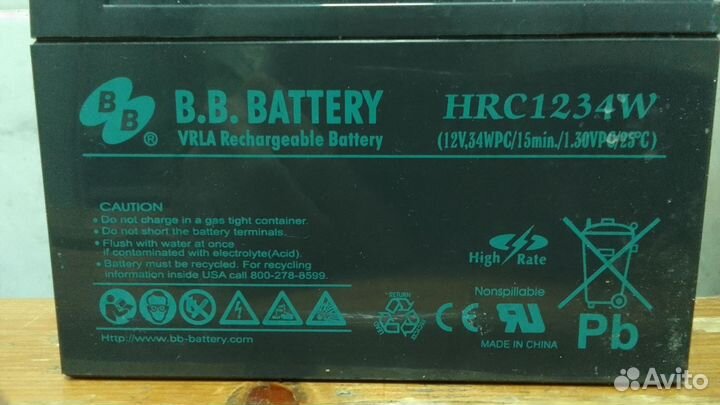 BB
®
B.B. BATTERY
VRLA Rechargeable Battery
HRC1234W
(12V,34WPC/15min./1.30VPC/25°C)
CAUTION
• Do not charge in a gas tight container.
• Do not short the battery terminals.
• Flush with water at once
if contaminated with electrolyte(Acid).
• Battery must be recycled. For recycling
information inside USA call 800-278-8599.
High Rate
Nonspillable
RETURN
CE
MADE IN CHINA
Pb
http://www.bb-battery.com
Avito